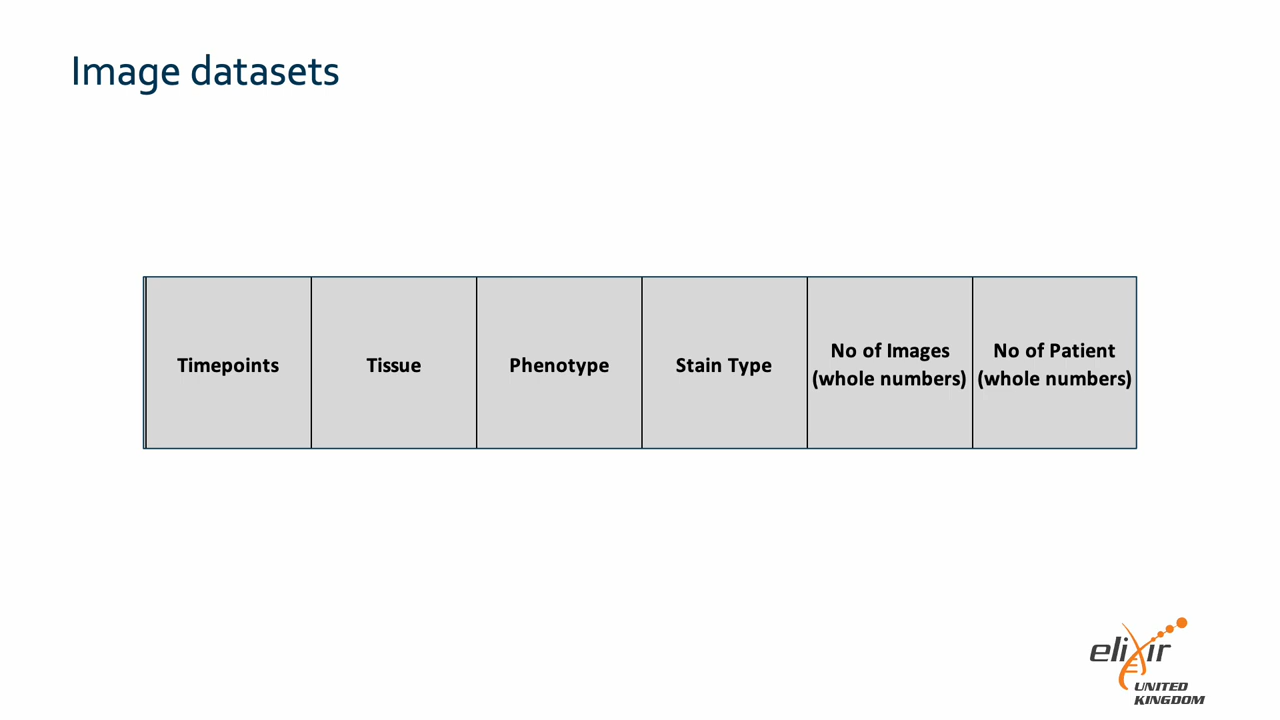 Image datasets
Timepoints
Tissue
Phenotype
Stain Type
No of Images
(whole numbers)
No of Patient
(whole numbers)
elixir
UNITED
KINGDOM